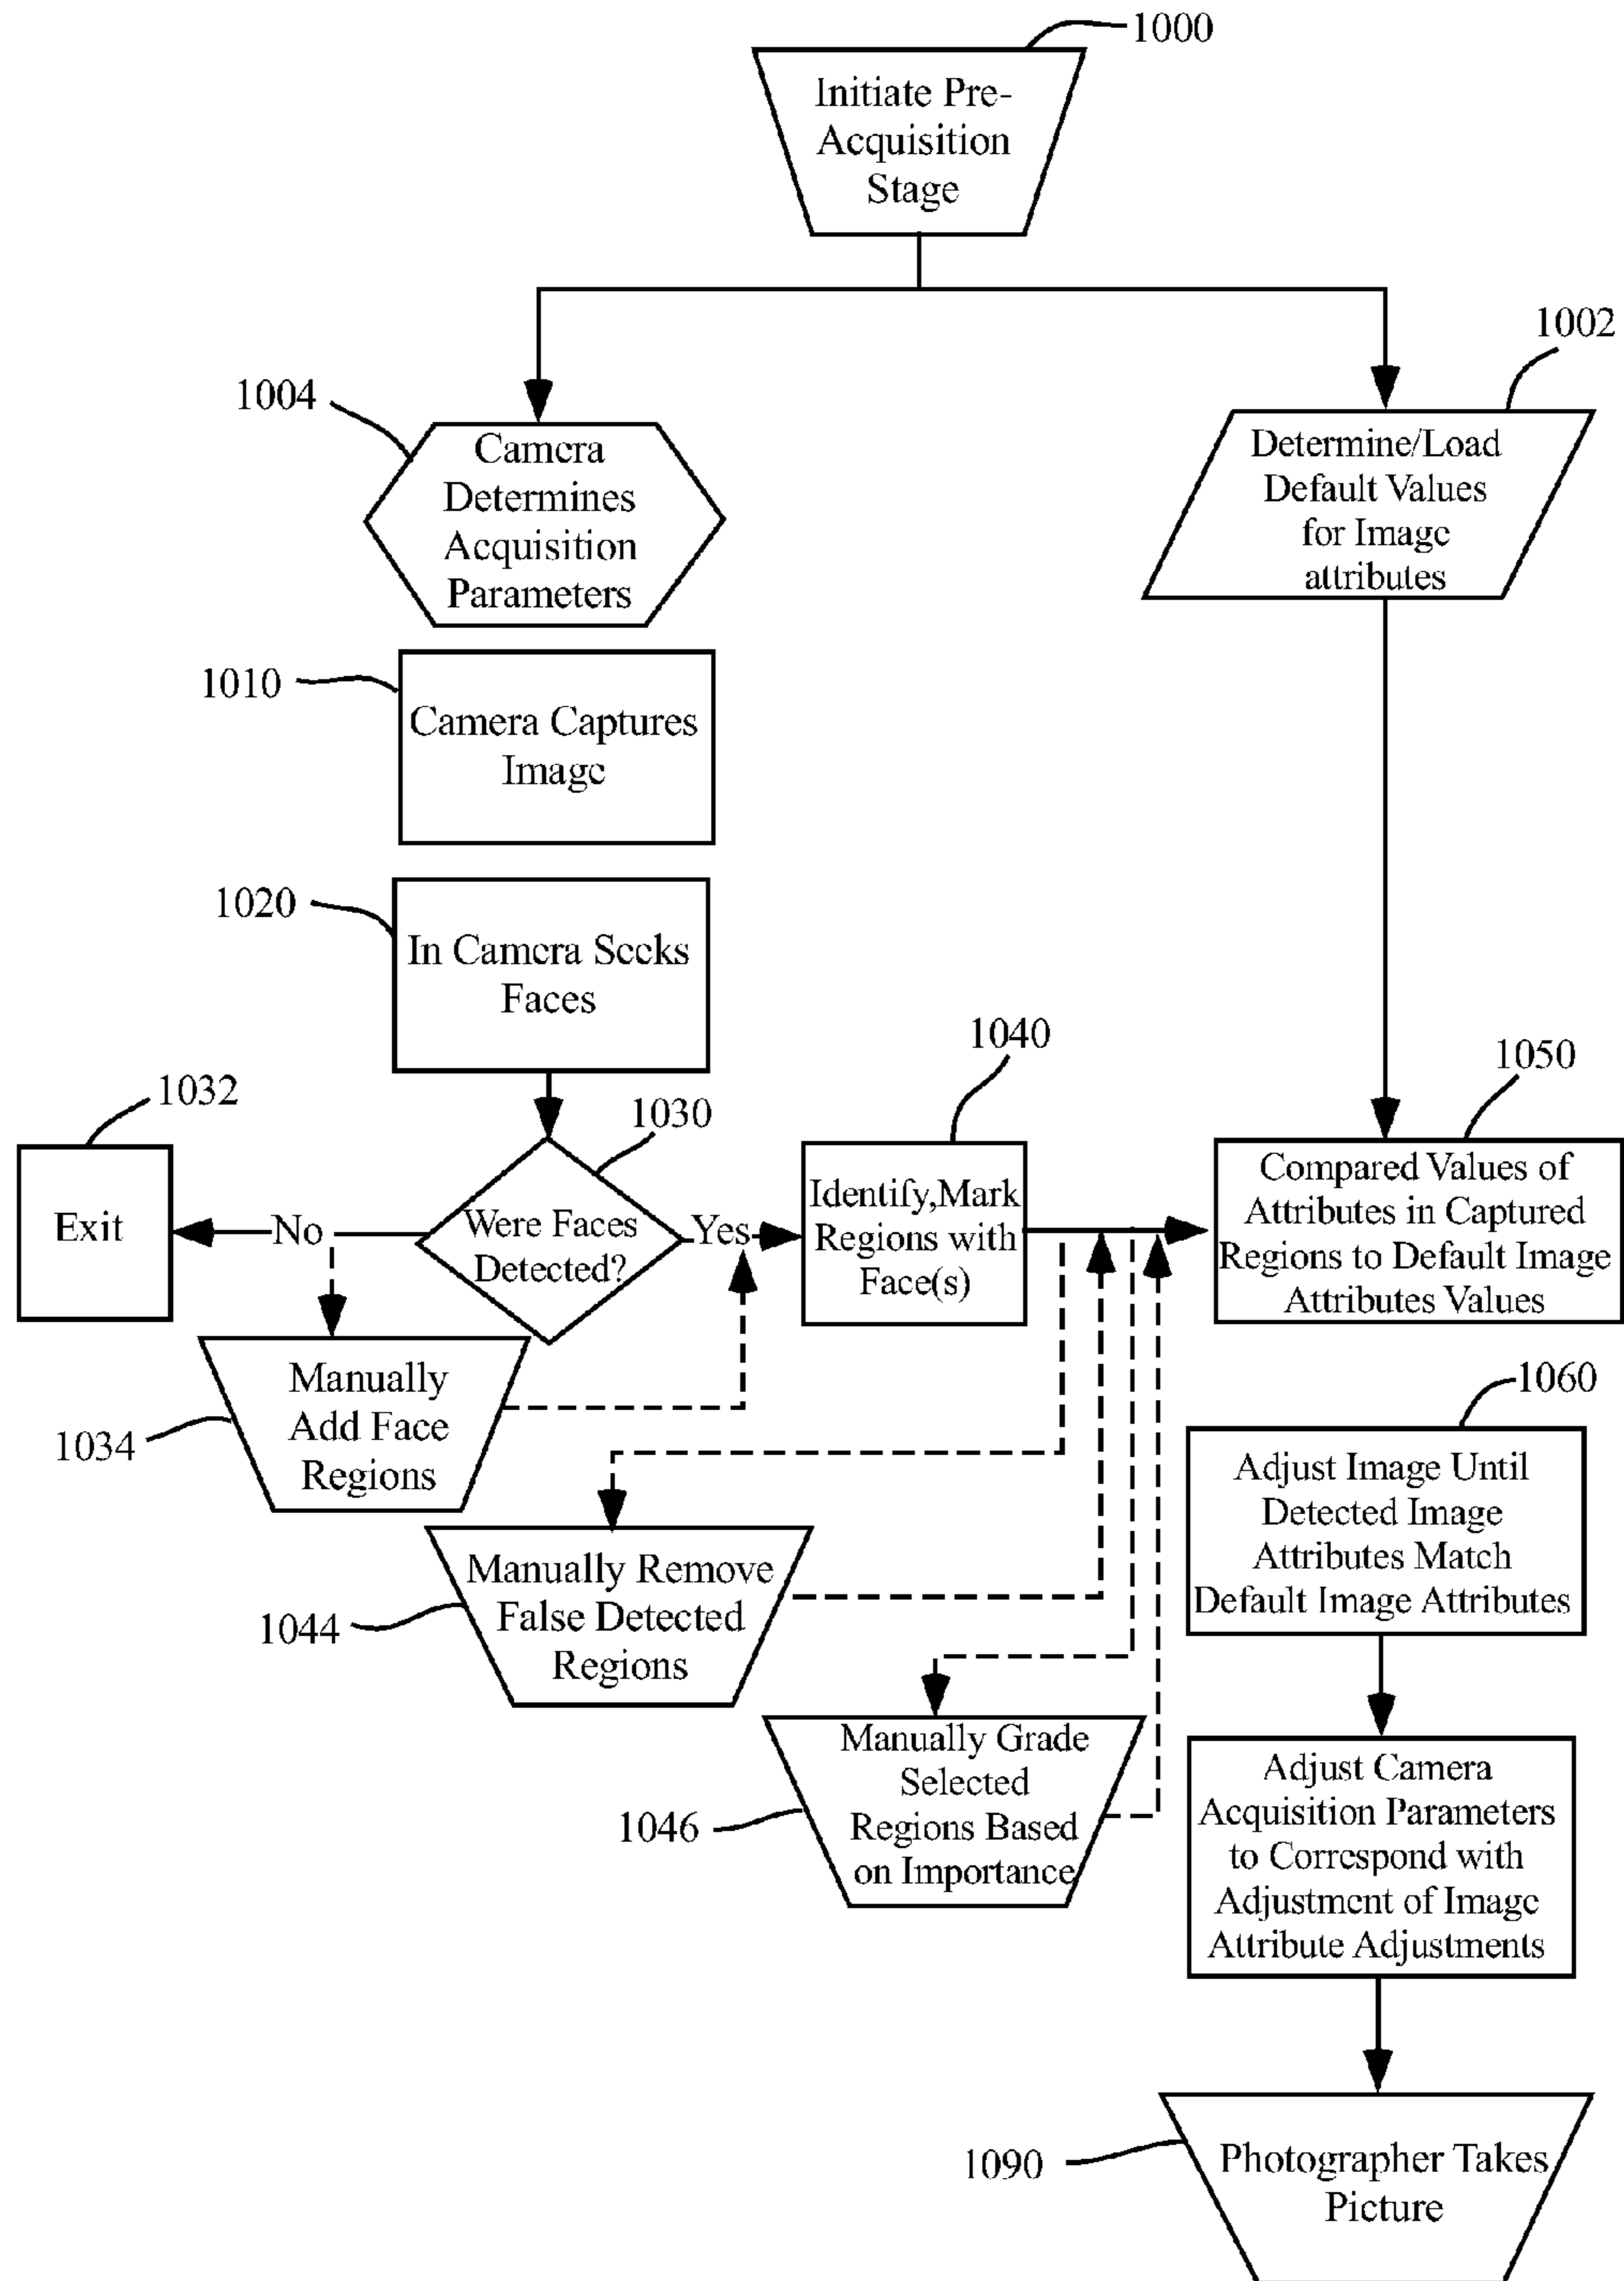 1000
Initiate Pre-
Acquisition
Stage
1002
1004
Camera
Determines
Acquisition
Parameters
Determine/Load
Default Values
for Image
attributes
1010
Camera Captures
Image
1020
In Camera Seeks
Faces
1040
1050
1032
1030
Exit
No
Were Faces
Detected?
Yes
Identify,Mark
Regions with
Face(s)
Compared Values of
Attributes in Captured
Regions to Default Image
Attributes Values
1034
Manually
Add Face
Regions
1060
Adjust Image Until
Detected Image
Attributes Match
Default Image Attributes
1044
Manually Remove
False Detected
Regions
1046
Manually Grade
Selected
Regions Based
on Importance
Adjust Camera
Acquisition Parameters
to Correspond with
Adjustment of Image
Attribute Adjustments
1090
Photographer Takes
Picture